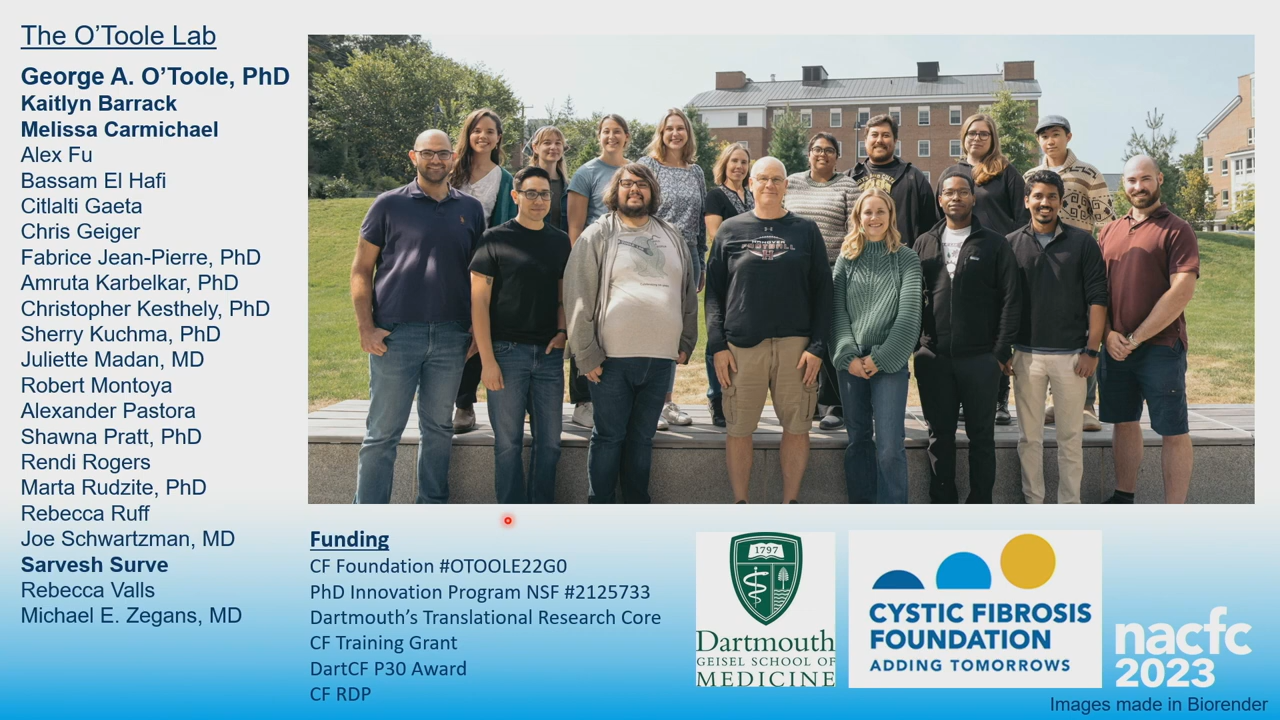 The O'Toole Lab
George A. O'Toole, PhD
Kaitlyn Barrack
Melissa Carmichael
Alex Fu
Bassam El Hafi
Citlalti Gaeta
Chris Geiger
Fabrice Jean-Pierre, PhD
Amruta Karbelkar, PhD
Christopher Kesthely, PhD
Sherry Kuchma, PhD
Juliette Madan, MD
Robert Montoya
Alexander Pastora
Shawna Pratt, PhD
Rendi Rogers
Marta Rudzite, PhD
Rebecca Ruff
Joe Schwartzman, MD
Sarvesh Surve
Rebecca Valls
Michael E. Zegans, MD
HANOVER
FOOTBALL
Funding
CF Foundation #OTOOLE22G0
PhD Innovation Program NSF #2125733
Dartmouth's Translational Research Core
CF Training Grant
DartCF P30 Award
CF RDP
1797
Dartmouth
GEISEL SCHOOL OF
MEDICINE
CYSTIC FIBROSIS
FOUNDATION
ADDING TOMORROWS
nacfc
2023
Images made in Biorender